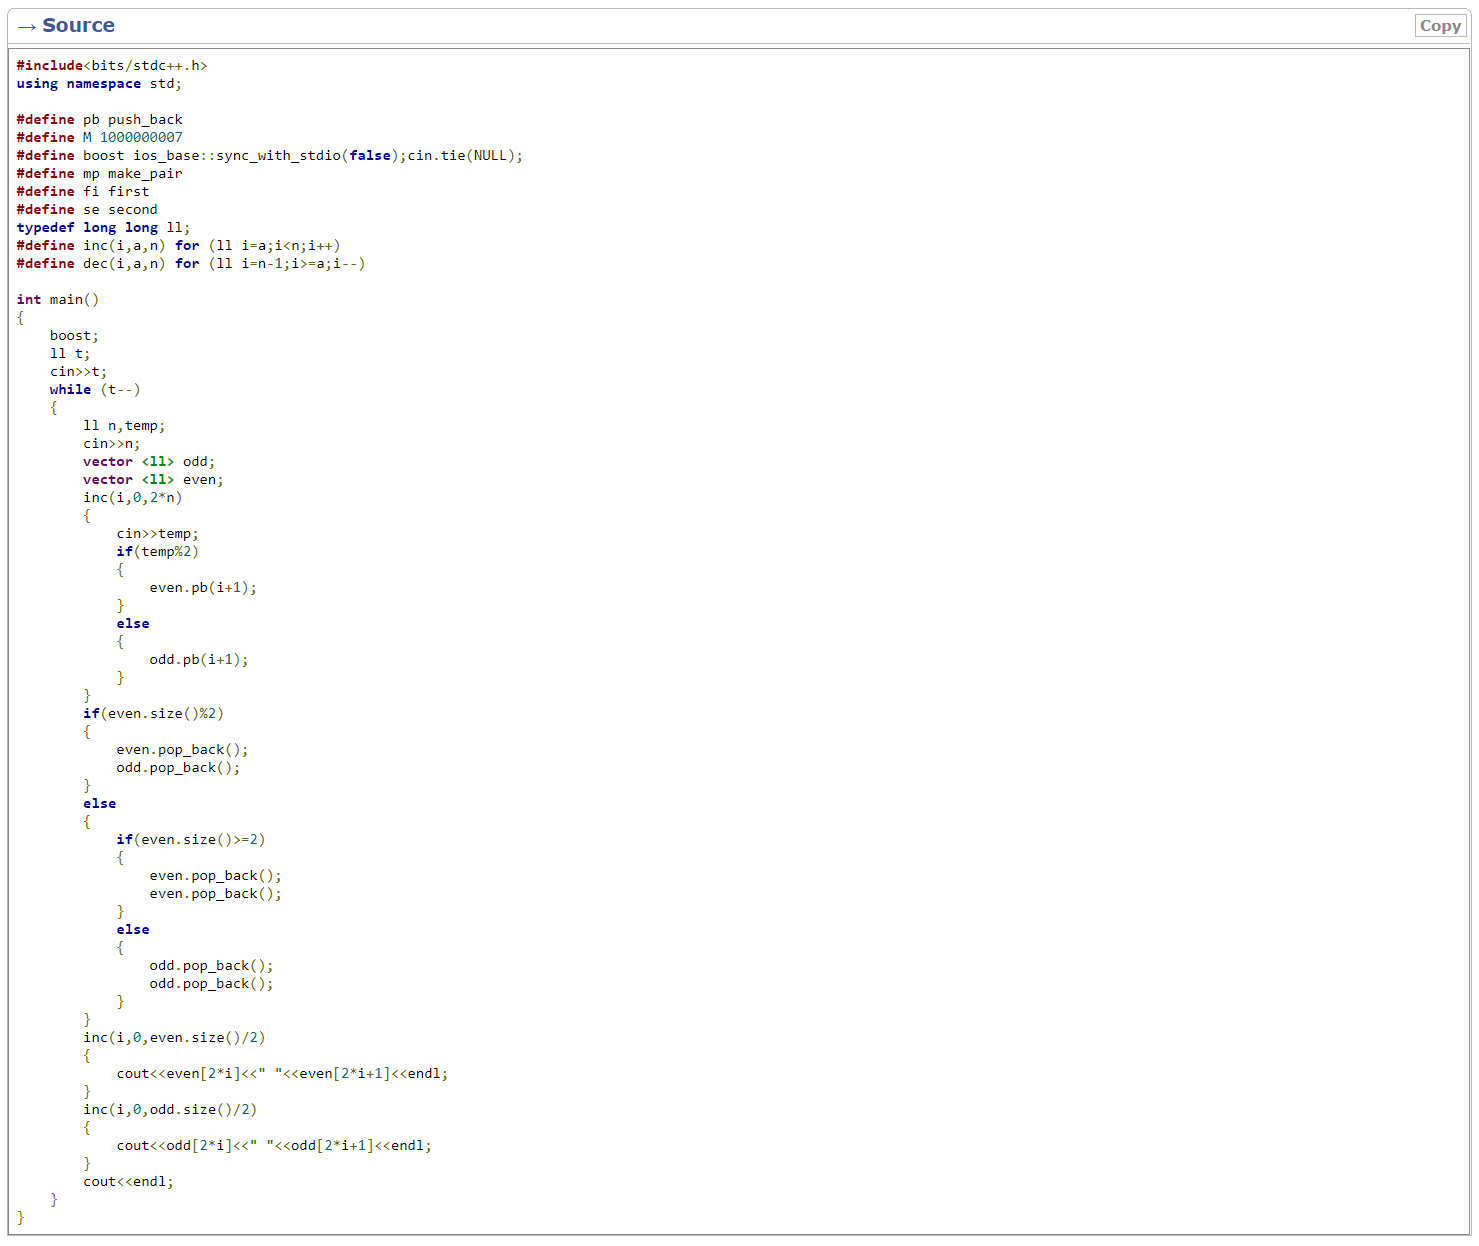 → Source
Copy
#include<bits/stdc++.h>
using namespace std;

#define pb push_back
#define M 1000000007
#define boost ios_base::sync_with_stdio(false);cin.tie(NULL);
#define mp make_pair
#define fi first
#define se second
typedef long long ll;
#define inc(i,a,n) for (ll i=a;i<n;i++)
#define dec(i,a,n) for (ll i=n-1;i>=a;i--)

int main()
{
    boost;
    ll t;
    cin>>t;
    while (t--)
    {
        ll n,temp;
        cin>>n;
        vector <ll> odd;
        vector <ll> even;
        inc(i,0,2*n)
        {
            cin>>temp;
            if(temp%2)
            {
                even.pb(i+1);
            }
            else
            {
                odd.pb(i+1);
            }
        }
        if(even.size()%2)
        {
            even.pop_back();
            odd.pop_back();
        }
        else
        {
            if(even.size()>=2)
            {
                even.pop_back();
                even.pop_back();
            }
            else
            {
                odd.pop_back();
                odd.pop_back();
            }
        }
        inc(i,0,even.size()/2)
        {
            cout<<even[2*i]<<" "<<even[2*i+1]<<endl;
        }
        inc(i,0,odd.size()/2)
        {
            cout<<odd[2*i]<<" "<<odd[2*i+1]<<endl;
        }
        cout<<endl;
    }
}